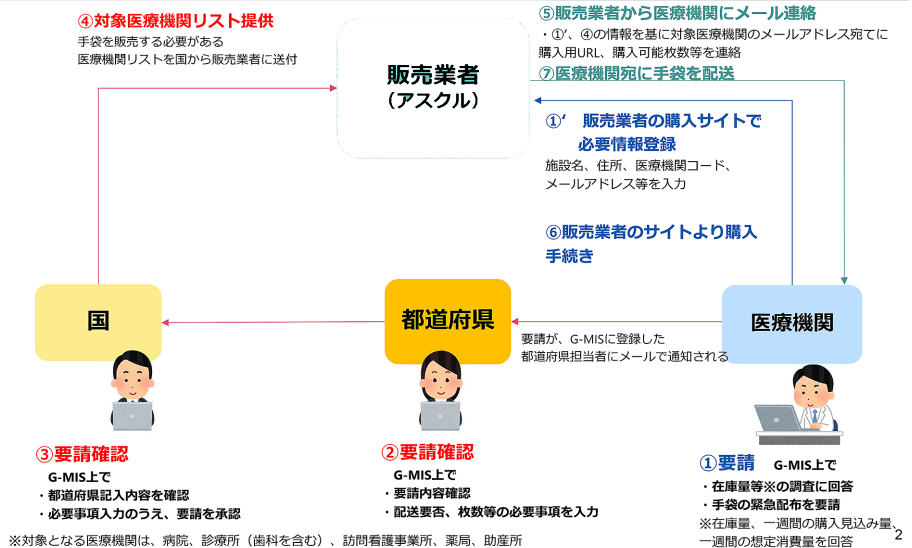 ④対象医療機関リスト提供
手袋を販売する必要がある
医療機関リストを国から販売業者に送付
販売業者
（アスクル）
⑤販売業者から医療機関にメール連絡
・①‘、④の情報を基に対象医療機関のメールアドレス宛てに
購入用URL、購入可能枚数等を連絡
⑦医療機関宛に手袋を配送
①‘　販売業者の購入サイトで
必要情報登録
施設名、住所、医療機関コード、
メールアドレス等を入力
⑥販売業者のサイトより購入
手続き
国
都道府県
医療機関
要請が、G-MISに登録した
都道府県担当者にメールで通知される
③要請確認
G-MIS上で
・都道府県記入内容を確認
・必要事項入力のうえ、要請を承認
②要請確認
G-MIS上で
・要請内容確認
・配送要否、枚数等の必要事項を入力
①要請　G-MIS上で
・在庫量等※の調査に回答
・手袋の緊急配布を要請
※在庫量、一週間の購入見込み量、
一週間の想定消費量を回答
※対象となる医療機関は、病院、診療所（歯科を含む）、訪問看護事業所、薬局、助産所
2